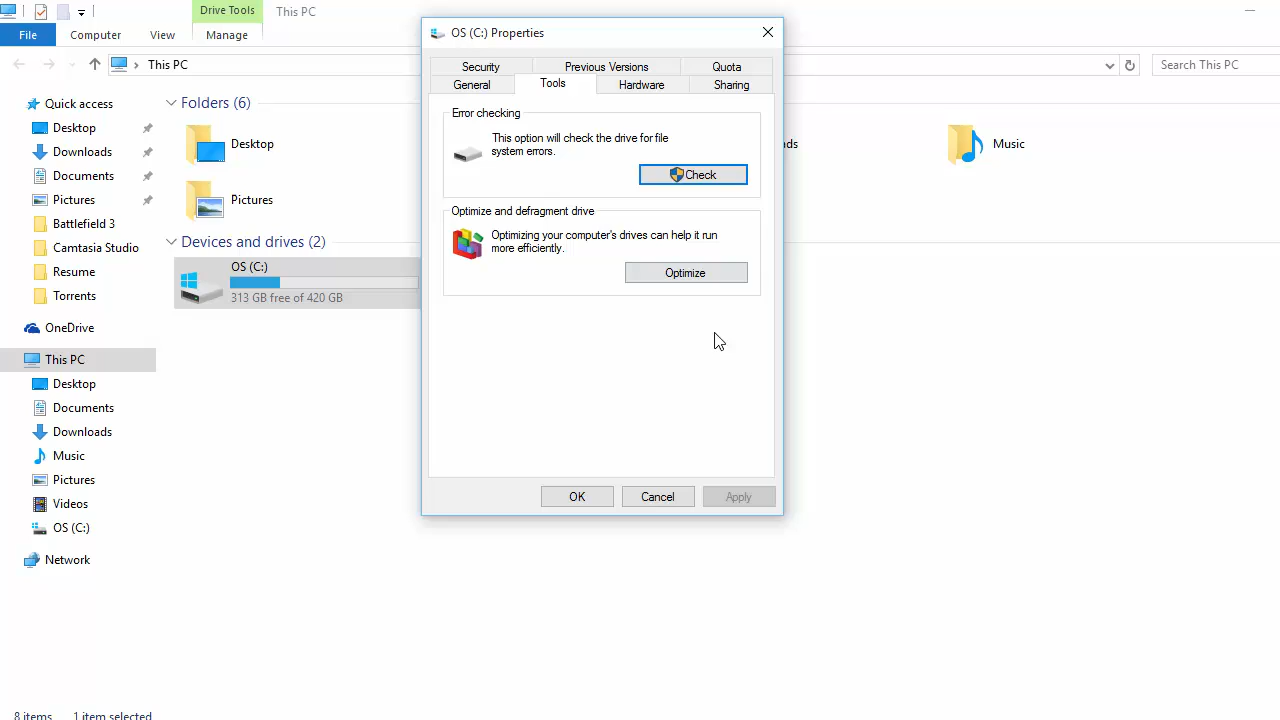 Drive Tools
This PC
File
Computer
View
Manage
This PC
Search This PC
Quick access
Desktop
Downloads
Documents
Pictures
Battlefield 3
Camtasia Studio
Resume
Torrents
OneDrive
This PC
Desktop
Documents
Downloads
Music
Pictures
Videos
OS (C:)
Network
Folders (6)
Desktop
ds
Music
Pictures
Devices and drives (2)
OS (C:)
313 GB free of 420 GB
OS (C:) Properties
Security
Previous Versions
Quota
General
Tools
Hardware
Sharing
Error checking
This option will check the drive for file
system errors.
Check
Optimize and defragment drive
Optimizing your computer's drives can help it run
more efficiently.
Optimize
OK
Cancel
Apply
8 items
1 item selected